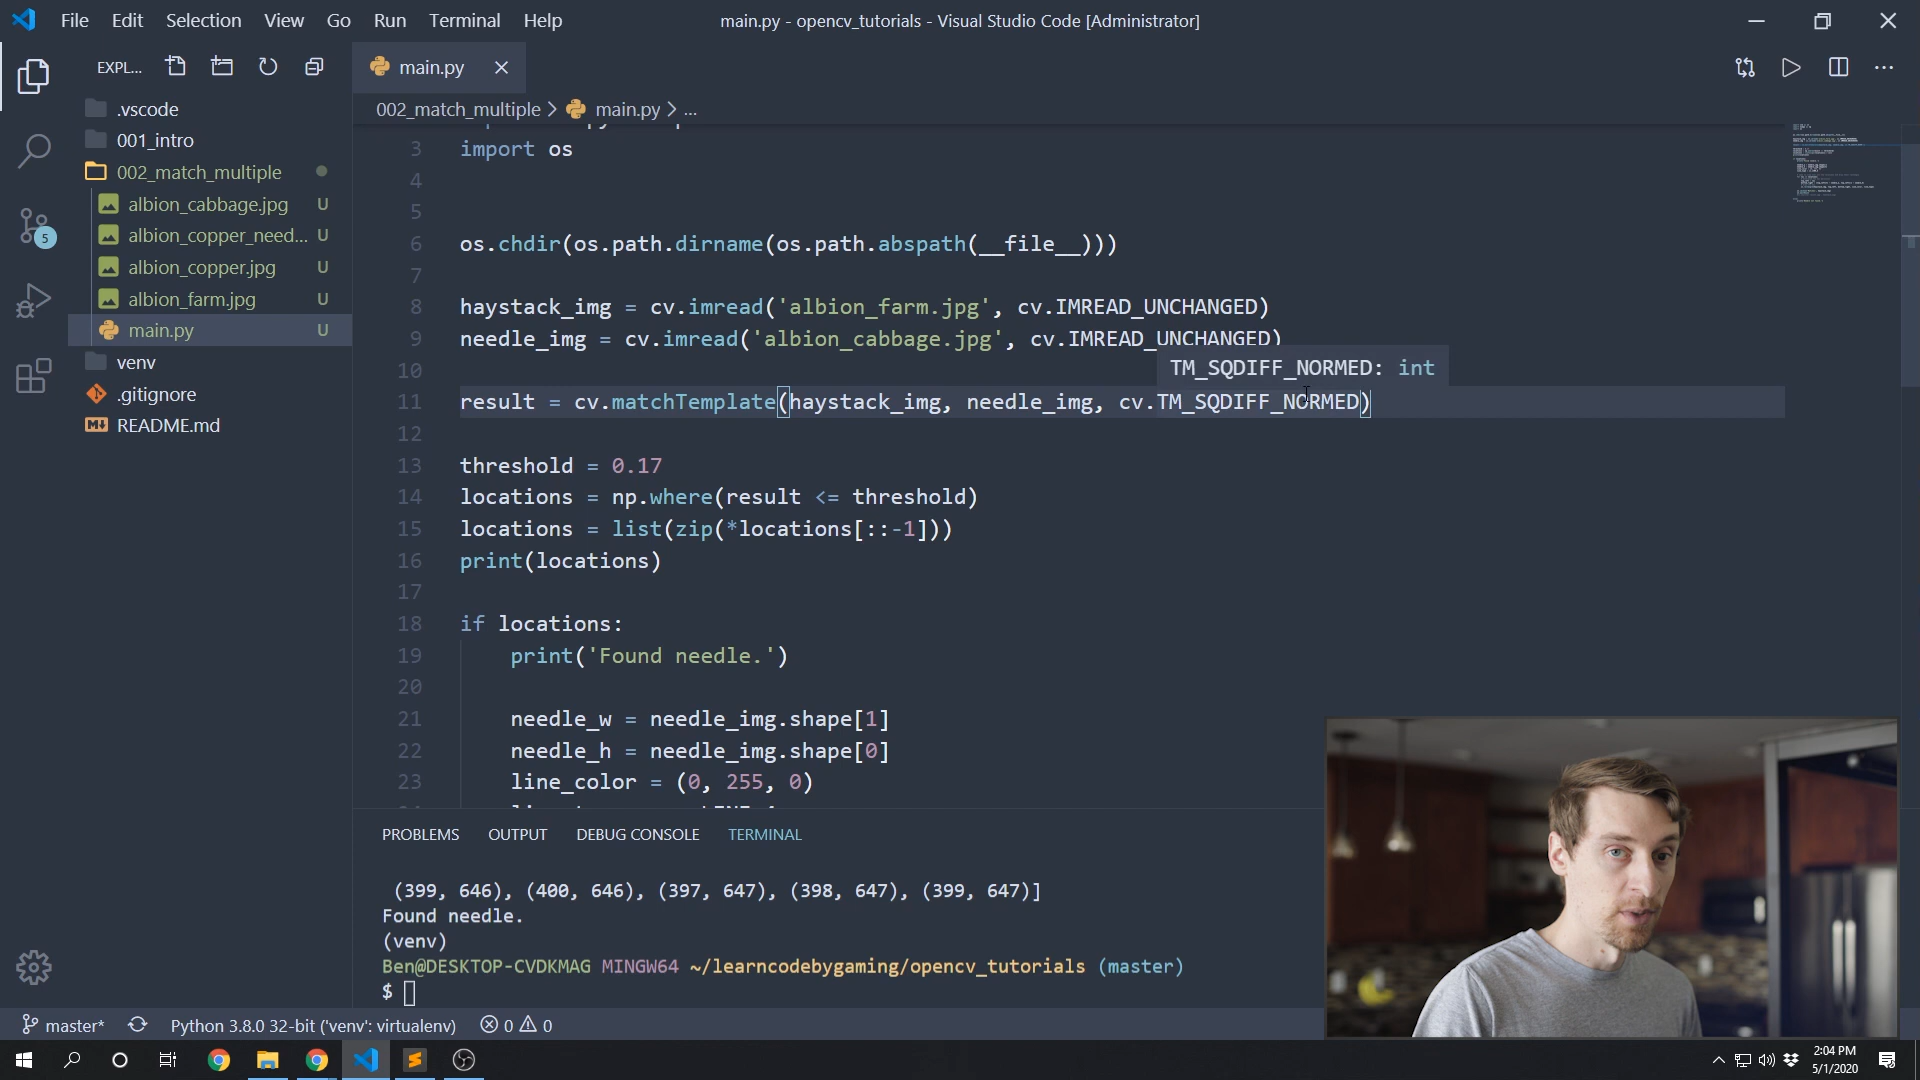 File Edit Selection View Go Run Terminal Help
main.py - opencv_tutorials - Visual Studio Code [Administrator]
EXPL...
main.py
.vscode
001_intro
002_match_multiple
albion_cabbage.jpg U
albion_copper_need... U
albion_copper.jpg U
albion_farm.jpg U
main.py U
venv
.gitignore
README.md
5
002_match_multiple > main.py > ...
3 import os
4
5
6 os.chdir(os.path.dirname(os.path.abspath(__file__)))
7
8 haystack_img = cv.imread('albion_farm.jpg', cv.IMREAD_UNCHANGED)
9 needle_img = cv.imread('albion_cabbage.jpg', cv.IMREAD_UNCHANGED)
10
TM_SQDIFF_NORMED: int
11 result = cv.matchTemplate(haystack_img, needle_img, cv.TM_SQDIFF_NORMED)
12
13 threshold = 0.17
14 locations = np.where(result <= threshold)
15 locations = list(zip(*locations[::-1]))
16 print(locations)
17
18 if locations:
19 print('Found needle.')
20
21 needle_w = needle_img.shape[1]
22 needle_h = needle_img.shape[0]
23 line_color = (0, 255, 0)
PROBLEMS OUTPUT DEBUG CONSOLE TERMINAL
(399, 646), (400, 646), (397, 647), (398, 647), (399, 647)]
Found needle.
(venv)
Ben@DESKTOP-CVDKMAG MINGW64 ~/learncodebygaming/opencv_tutorials (master)
$
master* Python 3.8.0 32-bit ('venv': virtualenv) 0 0
2:04 PM
5/1/2020